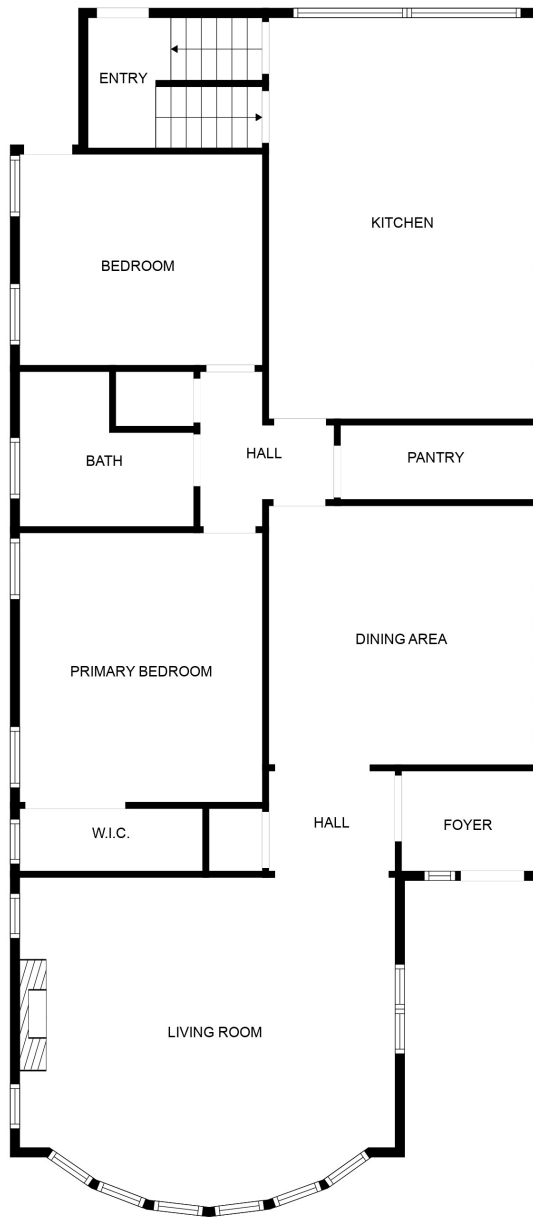 ENTRY
KITCHEN
BEDROOM
HALL
PANTRY
BATH
DINING AREA
PRIMARY BEDROOM
HALL
FOYER
W.I.C.
LIVING ROOM